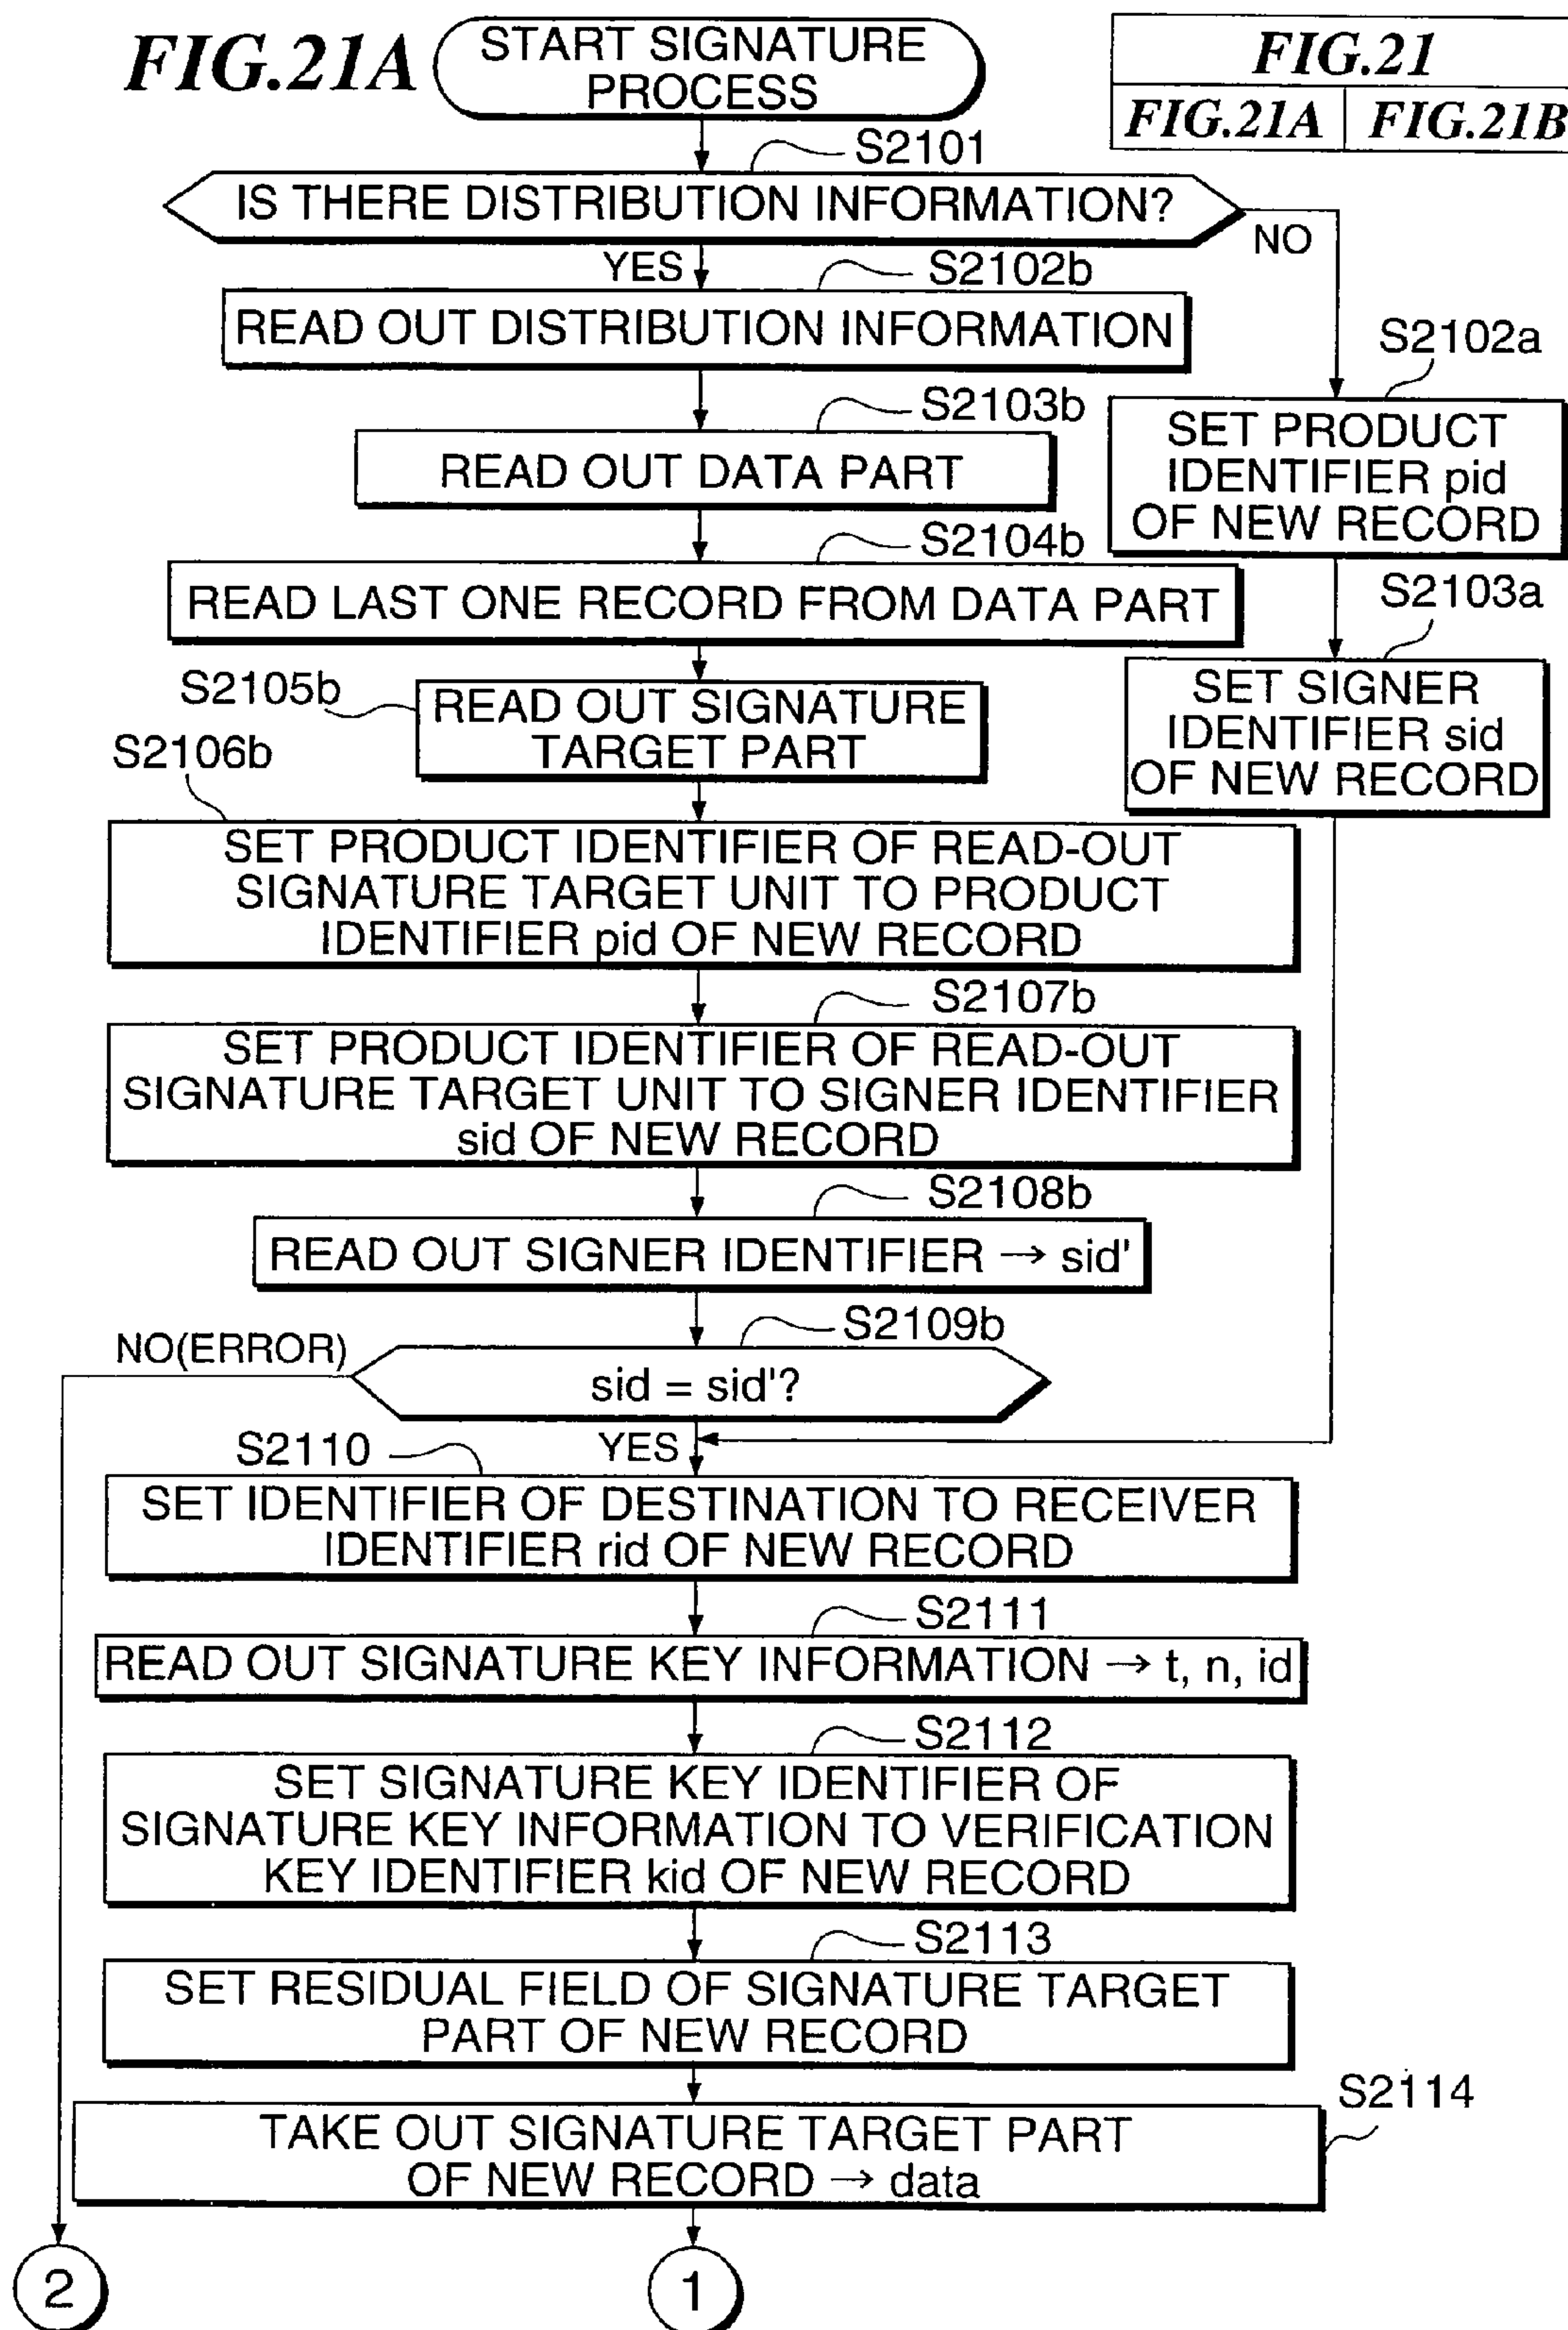 FIG.21A
START SIGNATURE
PROCESS
FIG.21
FIG.21A
FIG.21B
S2101
IS THERE DISTRIBUTION INFORMATION?
NO
YES
S2102b
READ OUT DISTRIBUTION INFORMATION
S2102a
SET PRODUCT
IDENTIFIER pid
OF NEW RECORD
S2103b
READ OUT DATA PART
S2104b
READ LAST ONE RECORD FROM DATA PART
S2103a
SET SIGNER
IDENTIFIER sid
OF NEW RECORD
S2105b
READ OUT SIGNATURE
TARGET PART
S2106b
SET PRODUCT IDENTIFIER OF READ-OUT
SIGNATURE TARGET UNIT TO PRODUCT
IDENTIFIER pid OF NEW RECORD
S2107b
SET PRODUCT IDENTIFIER OF READ-OUT
SIGNATURE TARGET UNIT TO SIGNER IDENTIFIER
sid OF NEW RECORD
S2108b
READ OUT SIGNER IDENTIFIER → sid'
S2109b
NO(ERROR)
sid = sid'?
YES
S2110
SET IDENTIFIER OF DESTINATION TO RECEIVER
IDENTIFIER rid OF NEW RECORD
S2111
READ OUT SIGNATURE KEY INFORMATION → t, n, id
S2112
SET SIGNATURE KEY IDENTIFIER OF
SIGNATURE KEY INFORMATION TO VERIFICATION
KEY IDENTIFIER kid OF NEW RECORD
S2113
SET RESIDUAL FIELD OF SIGNATURE TARGET
PART OF NEW RECORD
S2114
TAKE OUT SIGNATURE TARGET PART
OF NEW RECORD → data
2
1